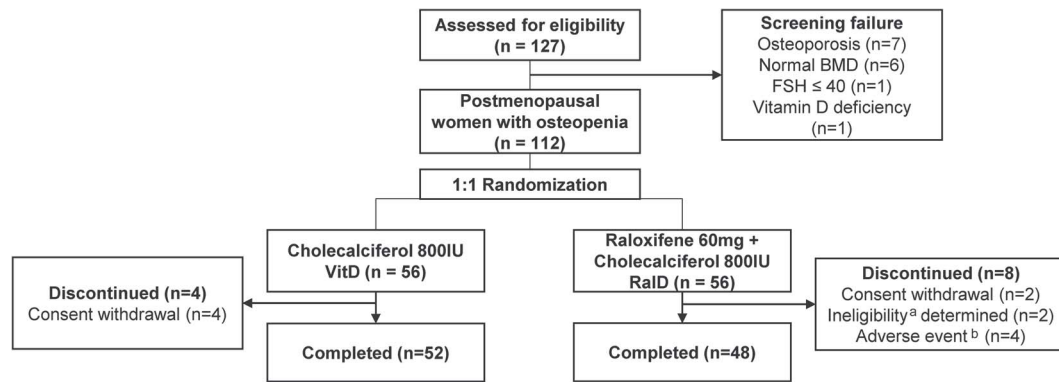 Assessed for eligibility
(n = 127)
Screening failure
Osteoporosis (n=7)
Normal BMD (n=6)
FSH ≤ 40 (n=1)
Vitamin D deficiency
(n=1)
Postmenopausal
women with osteopenia
(n = 112)
1:1 Randomization
Cholecalciferol 800IU
VitD (n = 56)
Raloxifene 60mg +
Cholecalciferol 800IU
RalD (n = 56)
Discontinued (n=4)
Consent withdrawal (n=4)
Discontinued (n=8)
Consent withdrawal (n=2)
Ineligibility a determined (n=2)
Adverse event b (n=4)
Completed (n=52)
Completed (n=48)